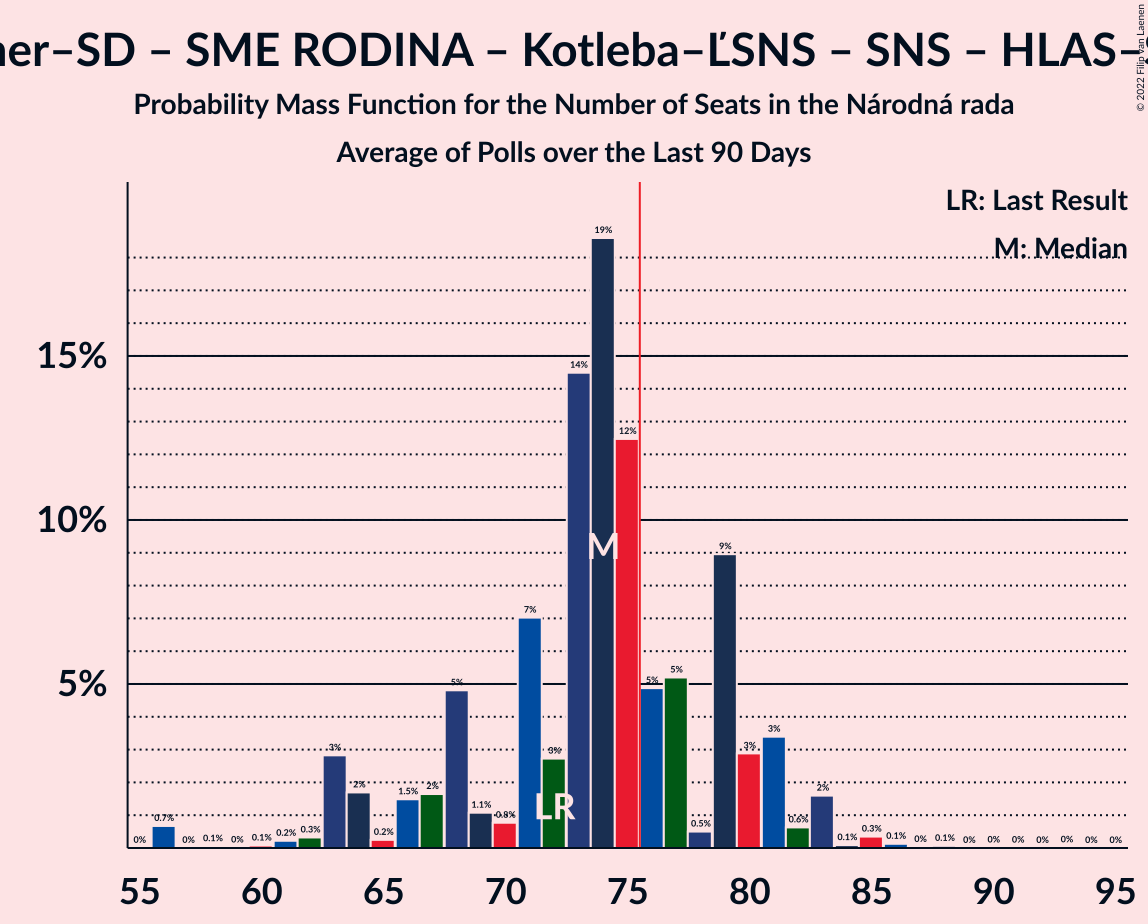 ner–SD – SME RODINA – Kotleba–ĽSNS – SNS – HLAS–
Probability Mass Function for the Number of Seats in the Národná rada
Average of Polls over the Last 90 Days
© 2022 Filip van Laenen
LR: Last Result
M: Median
15%
10%
5%
0% 0.7% 0% 0.1% 0% 0.1% 0.2% 0.3% 3% 2% 0.2% 1.5% 2% 5% 1.1% 0.8% 7% 3% 14% 19% 12% 5% 5% 0.5% 9% 3% 3% 0.6% 2% 0.1% 0.3% 0.1% 0% 0.1% 0% 0% 0% 0% 0% 0% 0%
M
LR
55 60 65 70 75 80 85 90 95